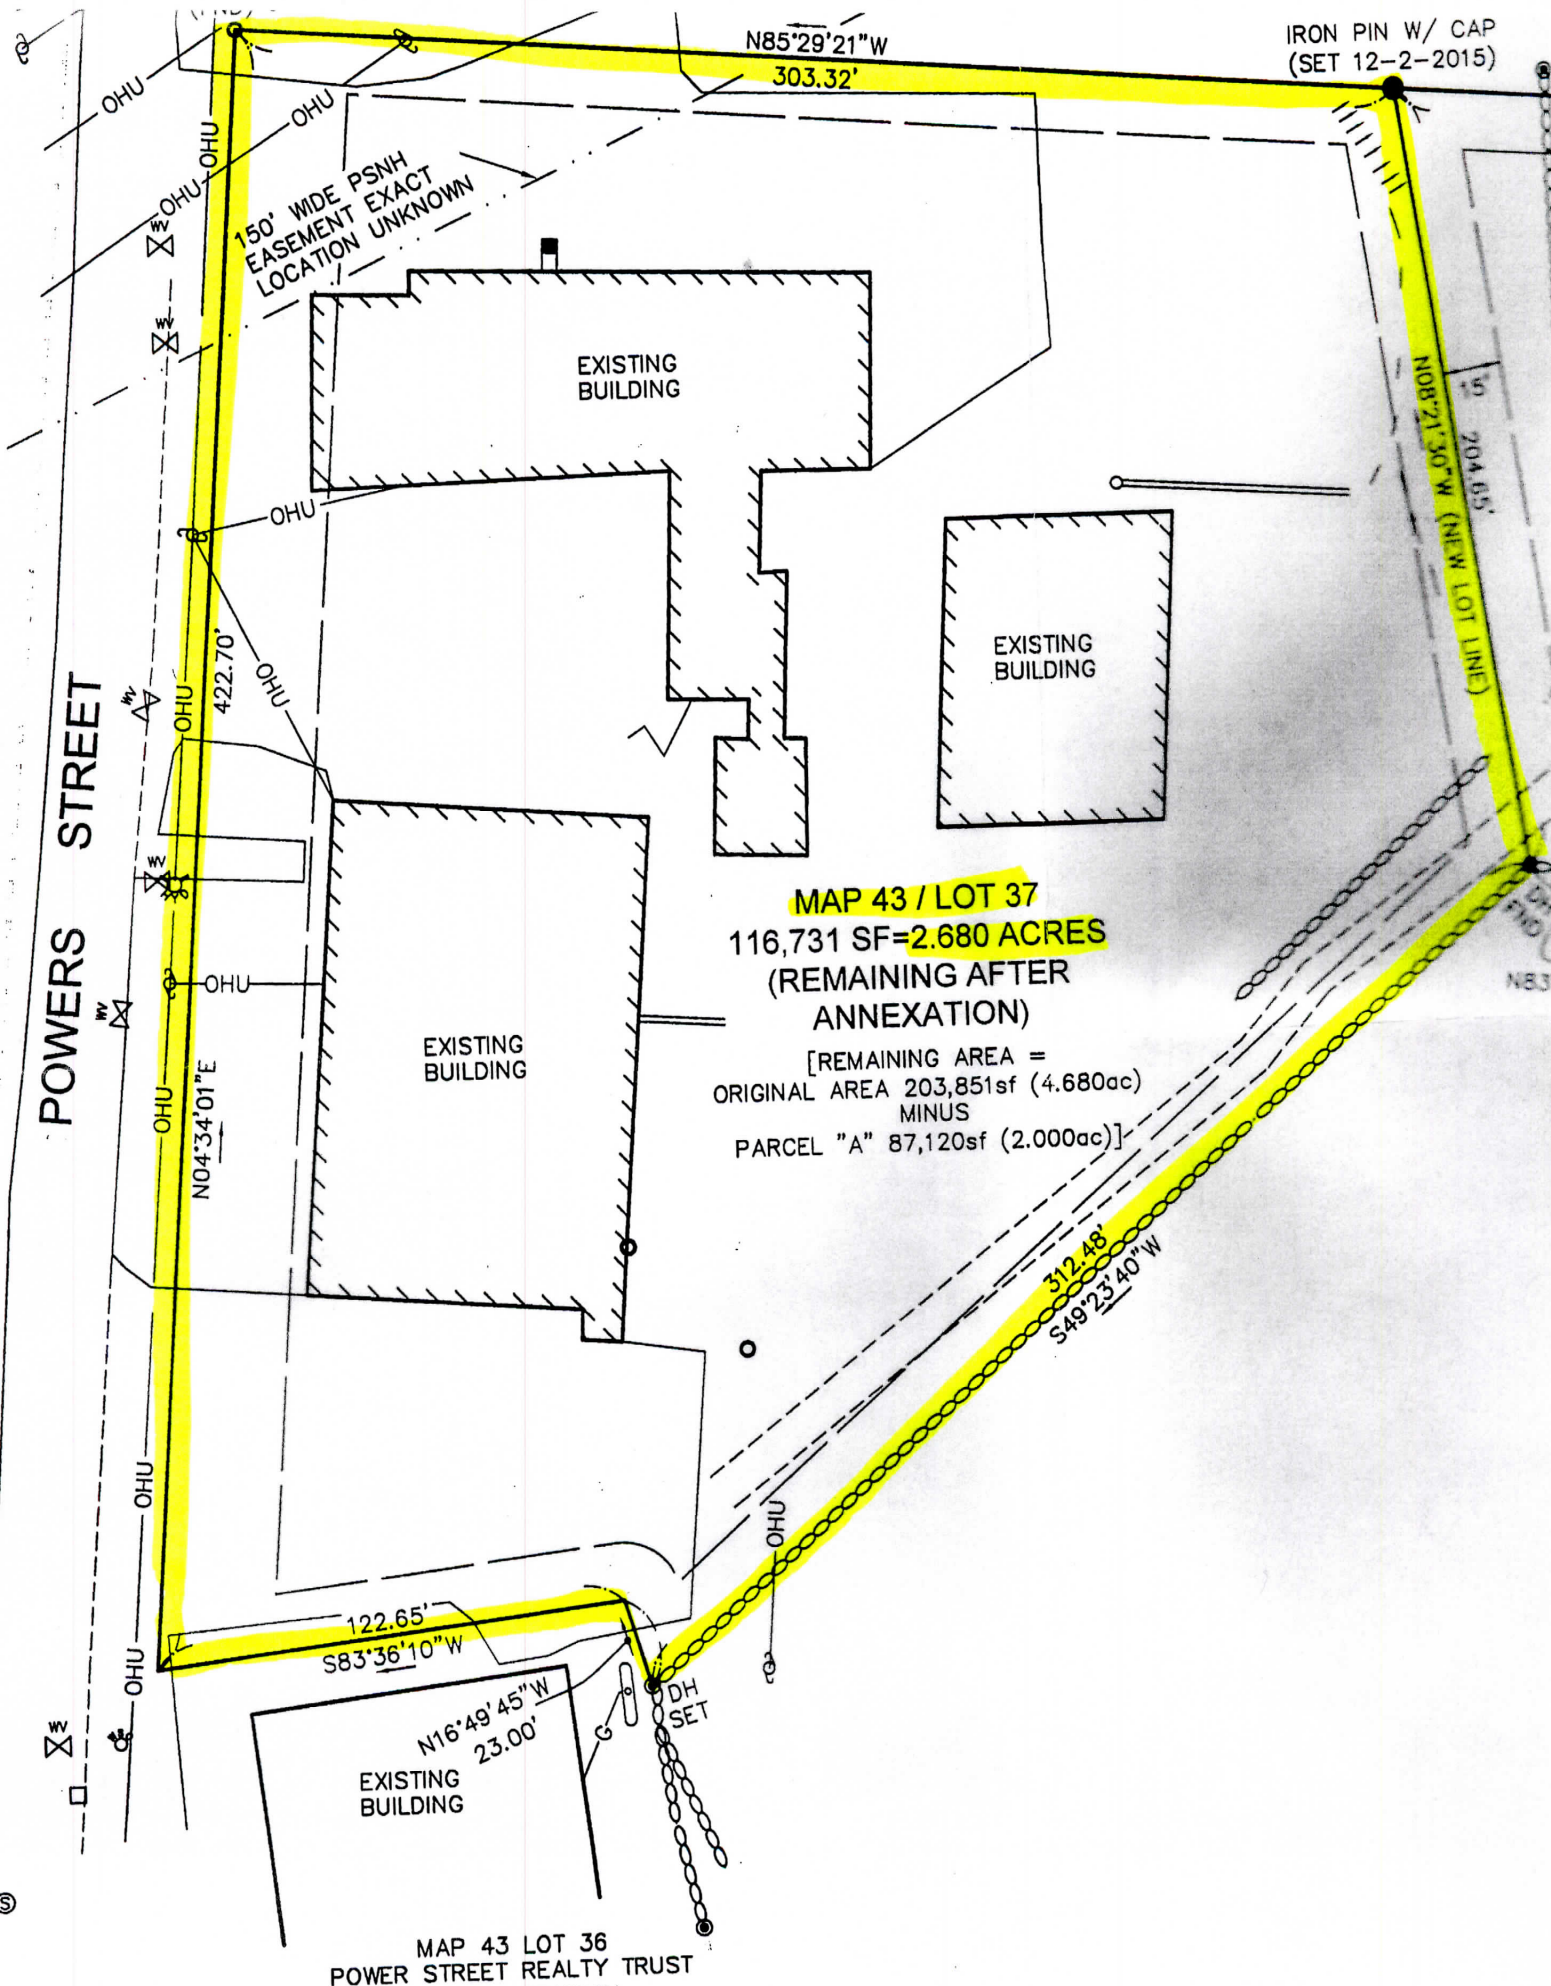 N85°29'21"W
303.32'
IRON PIN W/ CAP
(SET 12-2-2015)
OHU
OHU
OHU
OHU
WV
150' WIDE PSNH
EASEMENT EXACT
LOCATION UNKNOWN
WV
EXISTING
BUILDING
15'
204.65'
N08°21'30"W (NEW LOT LINE)
OHU
EXISTING
BUILDING
422.70'
OHU
OHU
WV
POWERS STREET
WV
MAP 43 / LOT 37
116,731 SF=2.680 ACRES
(REMAINING AFTER
ANNEXATION)
OHU
WV
N83
EXISTING
BUILDING
[REMAINING AREA =
ORIGINAL AREA 203,851sf (4.680ac)
MINUS
PARCEL "A" 87,120sf (2.000ac)]
OHU
N04°34'01"E
312.48'
S49°23'40"W
OHU
OHU
122.65'
S83°36'10"W
OHU
N16°49'45"W
23.00'
DH
SET
G
WV
EXISTING
BUILDING
S
MAP 43 LOT 36
POWER STREET REALTY TRUST